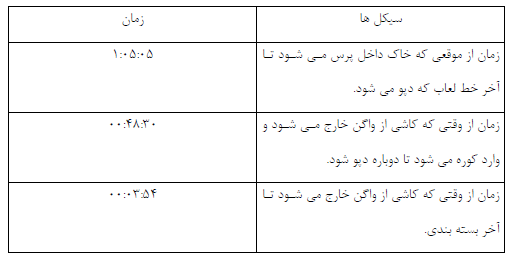 سیکل ها
زمان
زمان از موقعی که خاک داخل پرس می شود تا
آخر خط لعاب که دپو می شود.
۱:۰۵:۰۵
زمان از وقتی که کاشی از واگن خارج می شود و
وارد کوره می شود تا دوباره دپو شود.
۰۰:۴۸:۳۰
زمان از وقتی که کاشی از واگن خارج می شود تا
آخر بسته بندی.
۰۰:۰۳:۵۴